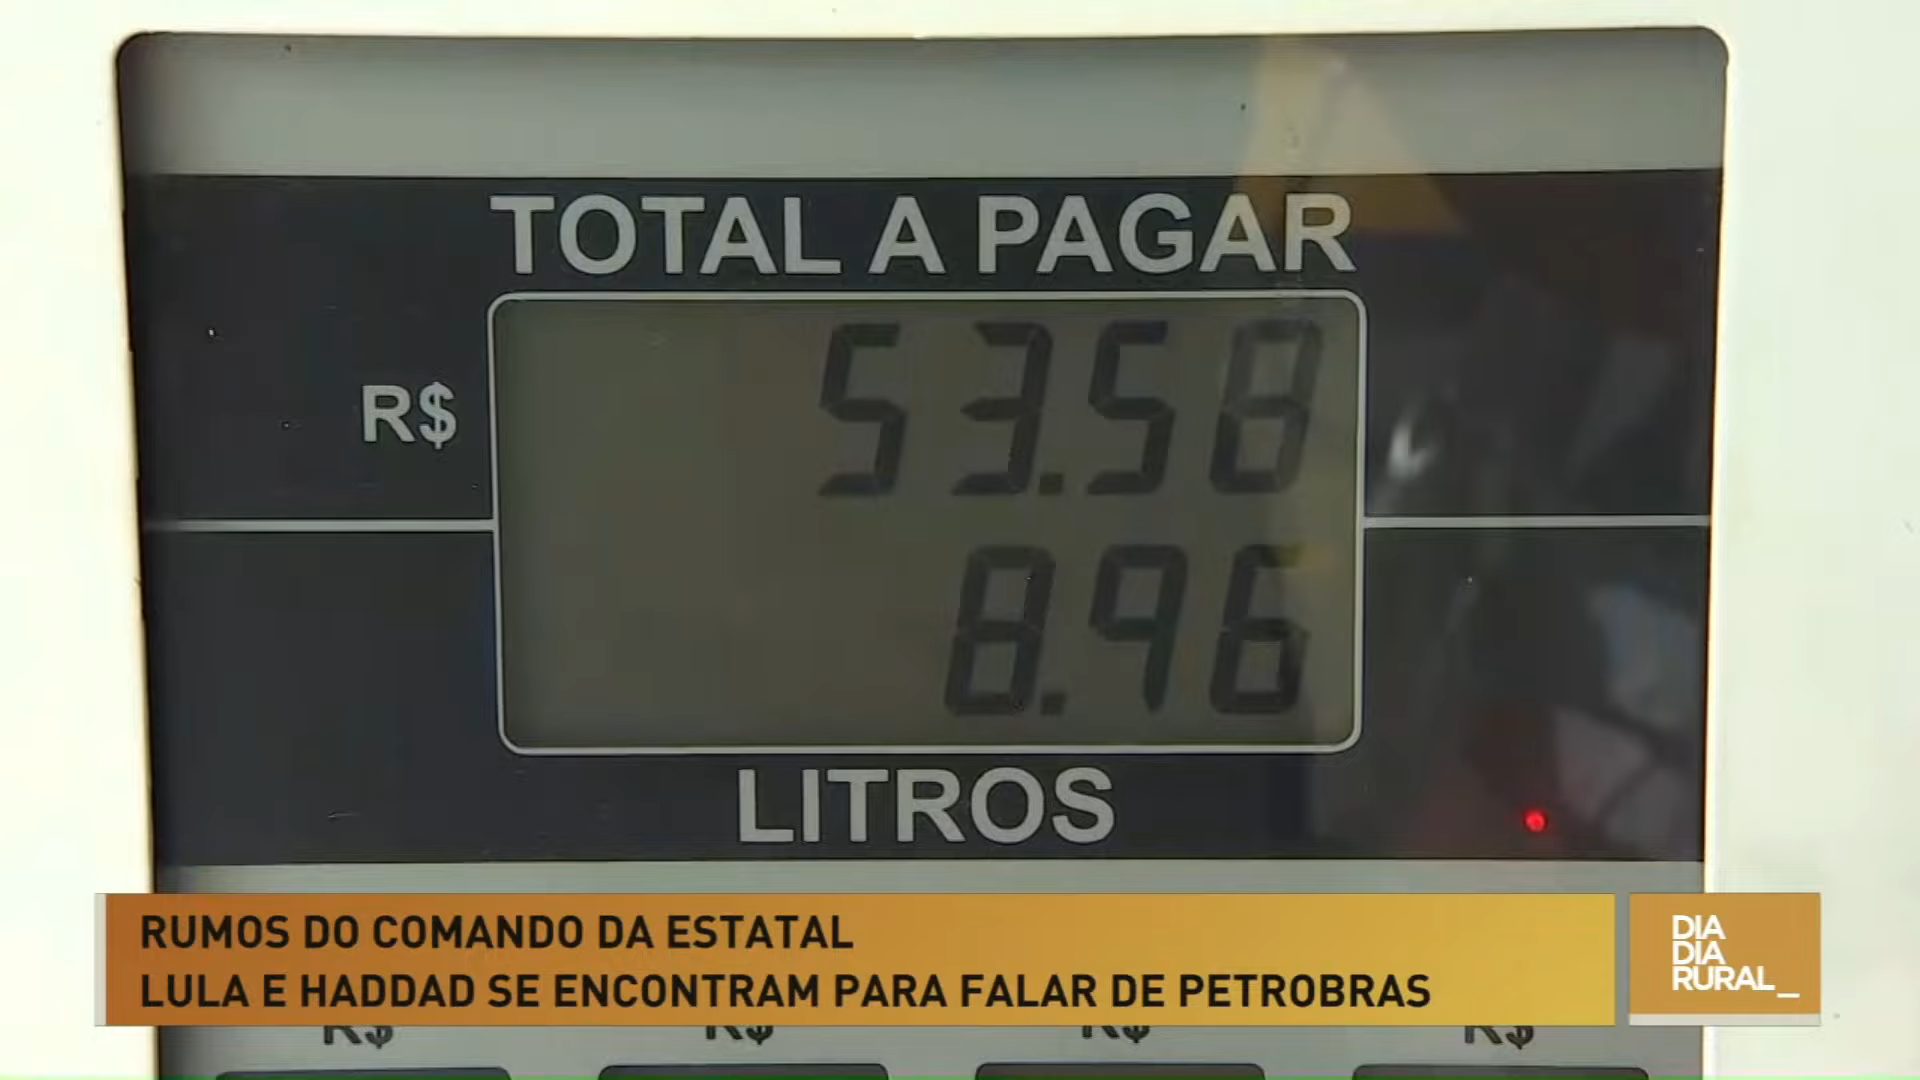 TOTAL A PAGAR
R$
53.58
8.96
LITROS
RUMOS DO COMANDO DA ESTATAL
LULA E HADDAD SE ENCONTRAM PARA FALAR DE PETROBRAS
DIA
DIA
RURAL_
R$ R$ R$ R$